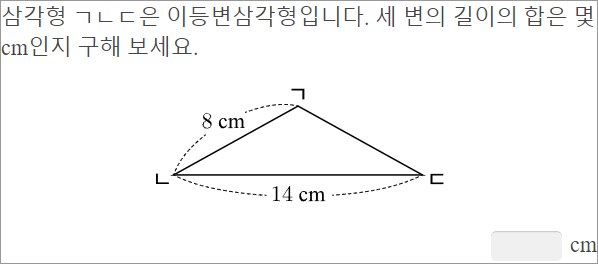 삼각형 ㄱㄴㄷ은 이등변삼각형입니다. 세 변의 길이의 합은 몇
cm인지 구해 보세요.
ㄱ
8 cm
ㄴ
ㄷ
14 cm
cm